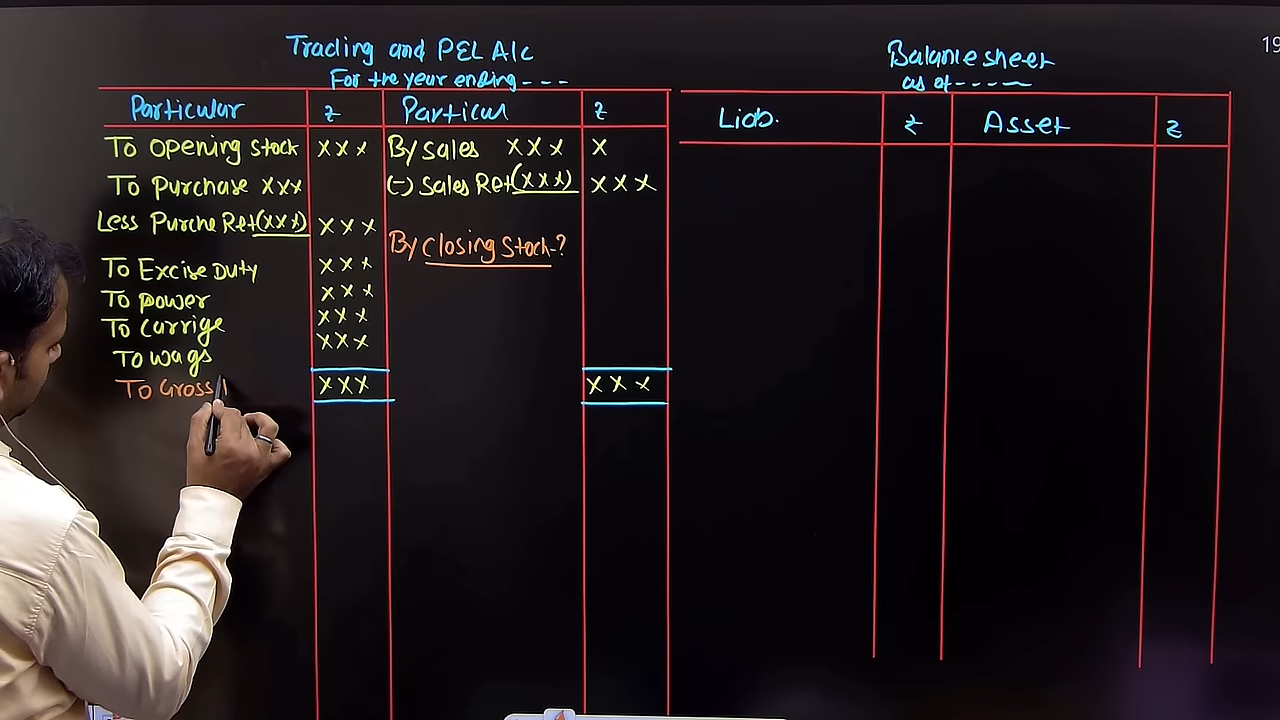 Trading and P&L A/c
For the year ending ---
Particular ₹ Particul ₹
To Opening Stock xxx By Sales xxx x
To Purchase xxx (-) Sales Ret (xxx) xxx
Less Purche Ret (xxx) xxx
By Closing Stock-?
To Excise Duty xxx
To power xxx
To Carrige xxx
To wags xxx
To Gross xxx xxx
Balance sheet
as of -----
Liab. ₹ Asset ₹
19